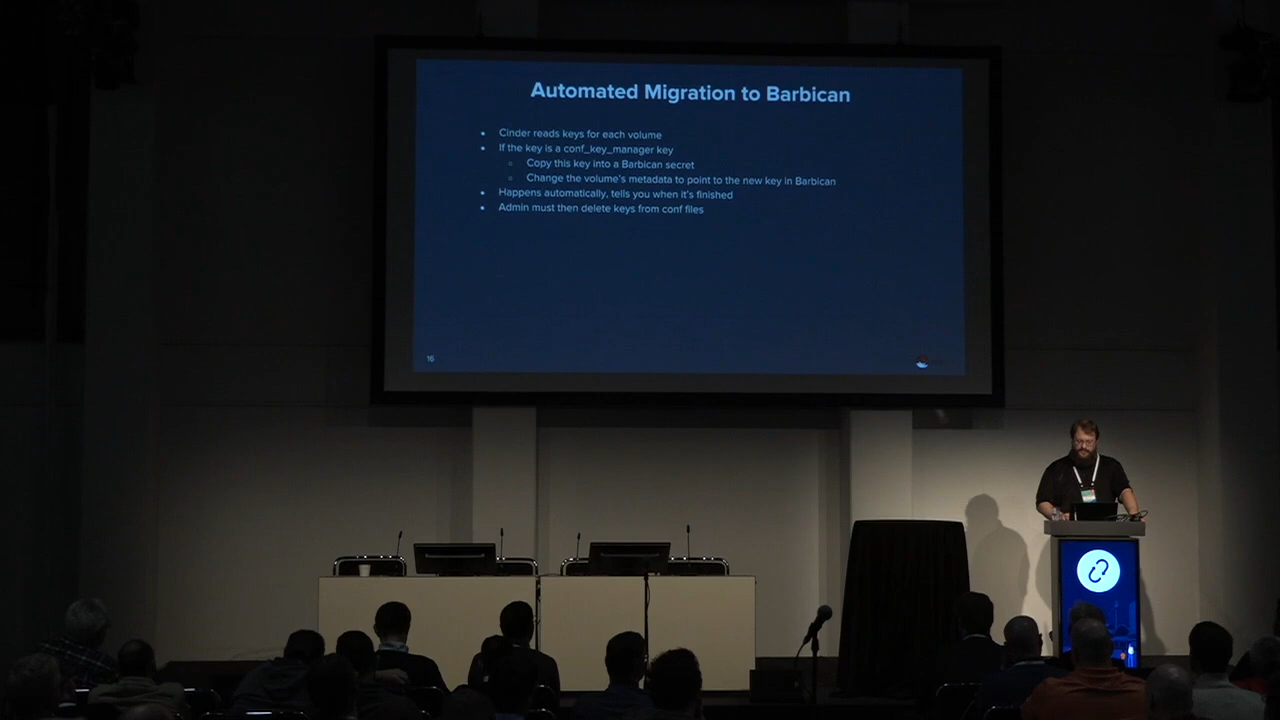 Automated Migration to Barbican
• Cinder reads keys for each volume
• If the key is a conf_key_manager key
○ Copy this key into a Barbican secret
○ Change the volume's metadata to point to the new key in Barbican
• Happens automatically, tells you when it's finished
• Admin must then delete keys from conf files
16